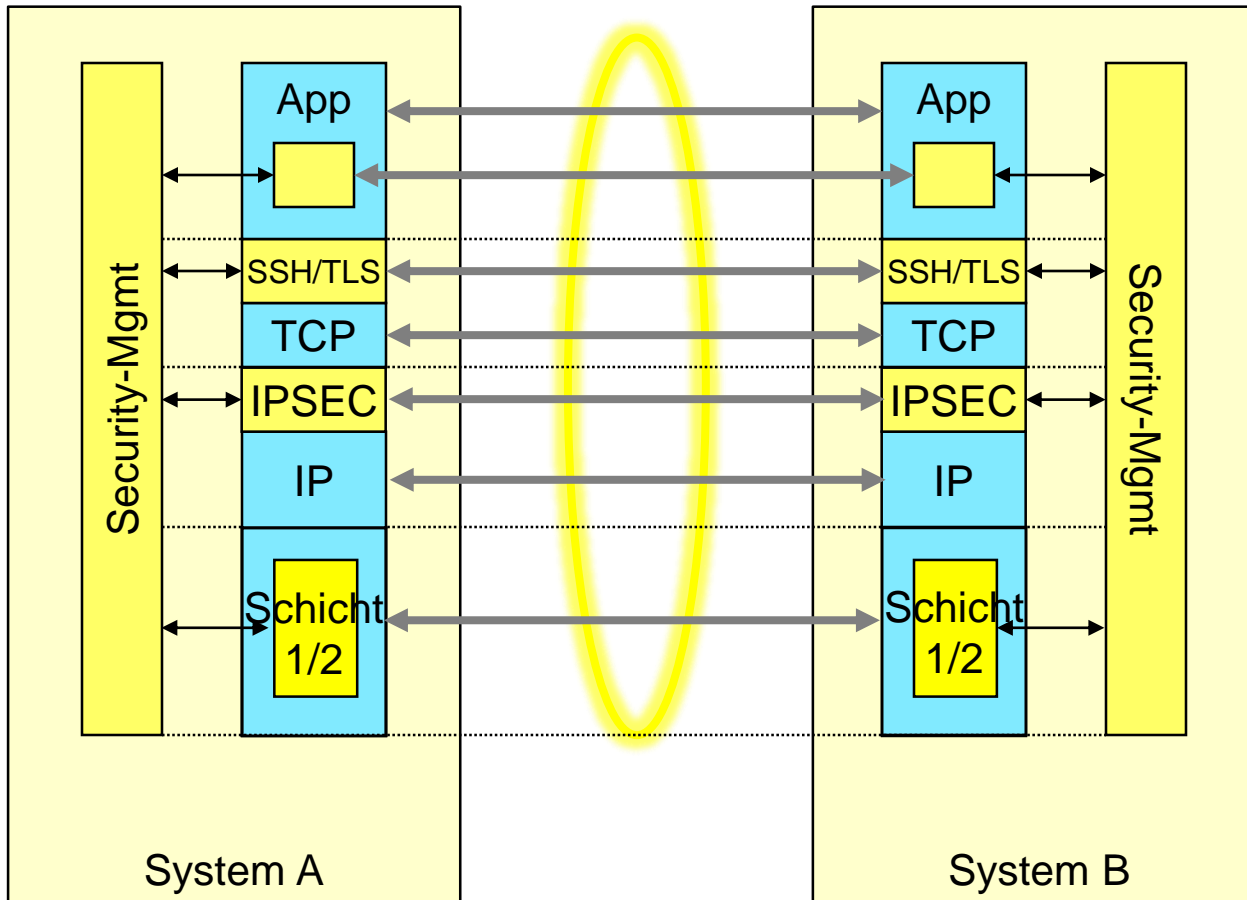 Security-Mgmt
App
SSH/TLS
TCP
IPSEC
IP
Schicht
1/2
System A
App
SSH/TLS
TCP
IPSEC
IP
Schicht
1/2
Security-Mgmt
System B